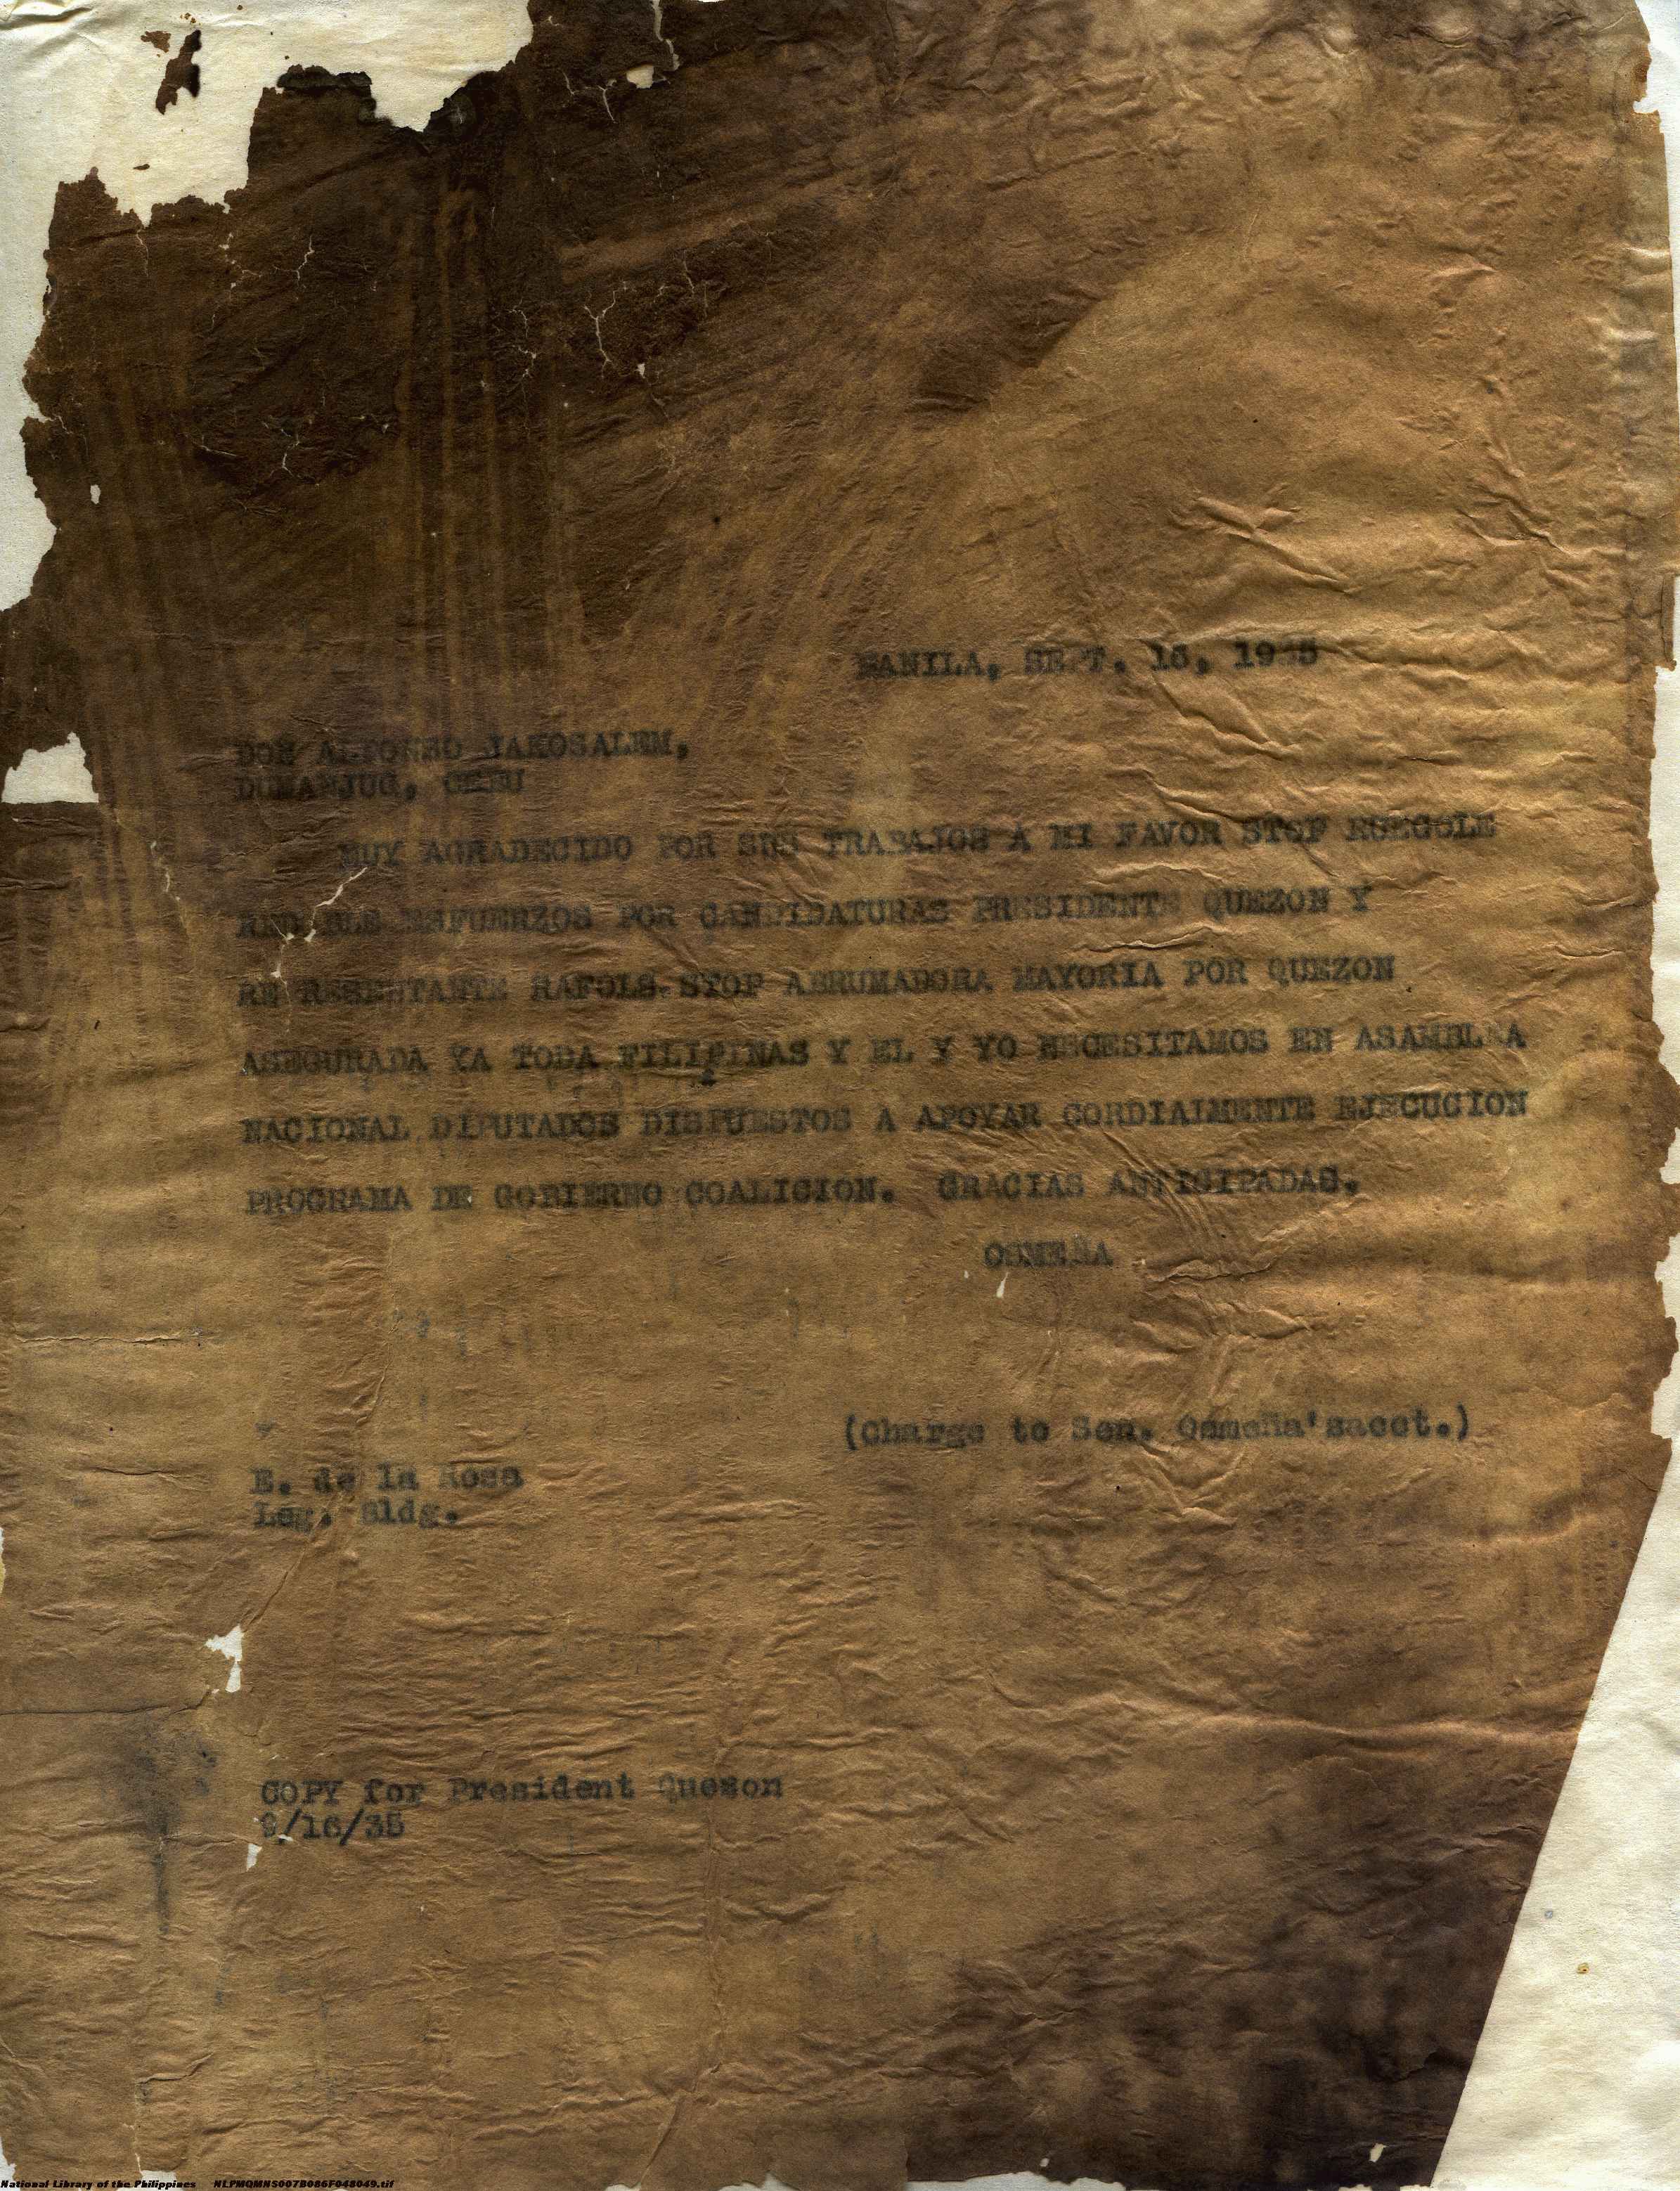 MANILA, SEPT. 16, 1935
DON ALFONSO JAKOSALEM,
DUMANJUG, CEBU
MUY AGRADECIDO POR SUS TRABAJOS A MI FAVOR STOP RUEGOLE
REDOBLE ESFUERZOS POR CANDIDATURAS PRESIDENTE QUEZON Y
REPRESENTANTE RAFOLS STOP ABRUMADORA MAYORIA POR QUEZON
ASEGURADA YA TODA FILIPINAS Y EL Y YO NECESITAMOS EN ASAMBLEA
NACIONAL DIPUTADOS DISPUESTOS A APOYAR CORDIALMENTE EJECUCION
PROGRAMA DE GOBIERNO COALICION. GRACIAS ANTICIPADAS.
OSMEÑA
(Charge to Sen. Osmeña'sacct.)
E. de la Rosa
Leg. Bldg.
COPY for President Quezon
9/16/35
National Library of the Philippines NLPMQMNS007B086F048049.tif